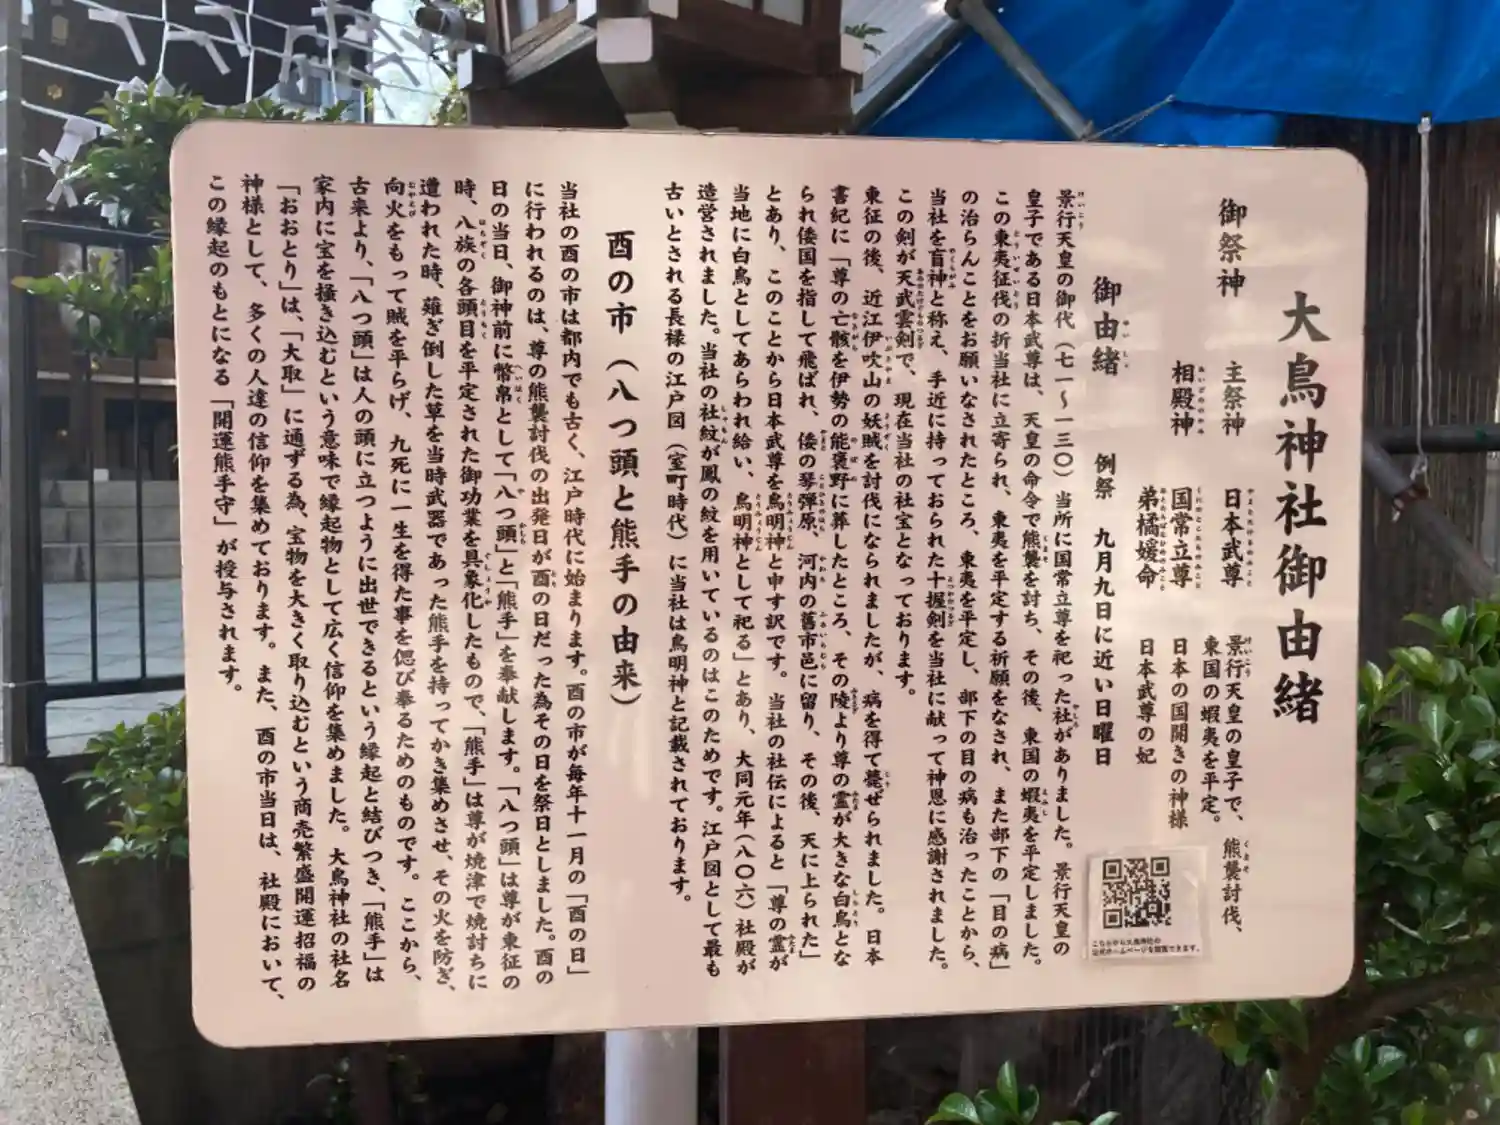 大鳥神社御由緒
御祭神　主祭神　日本武尊　景行天皇の皇子で、熊襲討伐、
東国の蝦夷を平定。
相殿神　国常立尊　日本の国開きの神様
弟橘媛命　日本武尊の妃
御由緒　例祭　九月九日に近い日曜日
景行天皇の御代（七一～一三〇）当所に国常立尊を祀った社がありました。景行天皇の
皇子である日本武尊は、天皇の命令で熊襲を討ち、その後、東国の蝦夷を平定しました。
この東夷征伐の折当社に立寄られ、東夷を平定する祈願をなされ、また部下の「目の病」
の治らんことをお願いなされたところ、東夷を平定し、部下の目の病も治ったことから、
当社を盲神と称え、手近に持っておられた十握剣を当社に献って神恩に感謝されました。
この剣が天武雲剣で、現在当社の社宝となっております。
東征の後、近江伊吹山の妖賊を討伐になられましたが、病を得て薨ぜられました。日本
書紀に「尊の亡骸を伊勢の能褒野に葬したところ、その陵より尊の霊が大きな白鳥とな
られ倭国を指して飛ばれ、倭の琴弾原、河内の舊市邑に留り、その後、天に上られた」
とあり、このことから日本武尊を鳥明神と申す訳です。当社の社伝によると「尊の霊が
当地に白鳥としてあらわれ給い、鳥明神として祀る」とあり、大同元年（八〇六）社殿が
造営されました。当社の社紋が鳳の紋を用いているのはこのためです。江戸図として最も
古いとされる長禄の江戸図（室町時代）に当社は鳥明神と記載されております。
酉の市（八つ頭と熊手の由来）
当社の酉の市は都内でも古く、江戸時代に始まります。酉の市が毎年十一月の「酉の日」
に行われるのは、尊の熊襲討伐の出発日が酉の日だった為その日を祭日としました。酉の
日の当日、御神前に幣帛として「八つ頭」と「熊手」を奉献します。「八つ頭」は尊が東征の
時、八族の各頭目を平定された御功業を具象化したもので、「熊手」は尊が焼津で焼討ちに
遭われた時、薙ぎ倒した草を当時武器であった熊手を持ってかき集めさせ、その火を防ぎ、
向火をもって賊を平らげ、九死に一生を得た事を偲び奉るためのものです。ここから、
古来より、「八つ頭」は人の頭に立つように出世できるという縁起と結びつき、「熊手」は
家内に宝を掻き込むという意味で縁起物として広く信仰を集めました。大鳥神社の社名
「おおとり」は、「大取」に通ずる為、宝物を大きく取り込むという商売繁盛開運招福の
神様として、多くの人達の信仰を集めております。また、酉の市当日は、社殿において、
この縁起のもとになる「開運熊手守」が授与されます。
こちらから大鳥神社の
公式ホームページを閲覧できます。